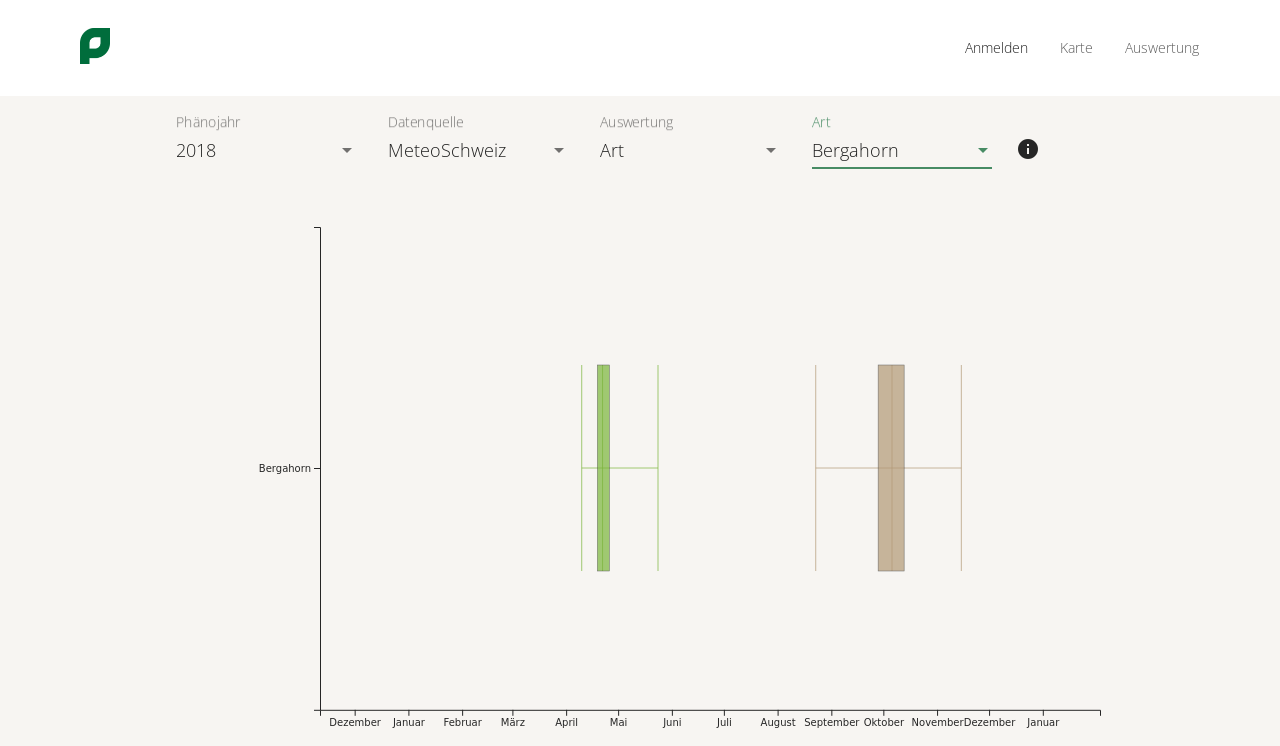 Anmelden Karte Auswertung
Phänojahr Datenquelle Auswertung Art
2018 MeteoSchweiz Art Bergahorn
Bergahorn
Dezember Januar Februar März April Mai Juni Juli August September Oktober November Dezember Januar